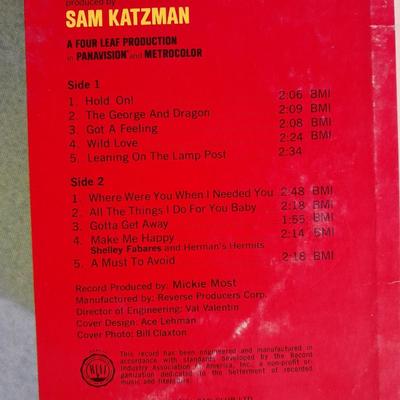 produced by
SAM KATZMAN
A FOUR LEAF PRODUCTION
in PANAVISION® and METROCOLOR
Side 1
1. Hold On! 2:06 BMI
2. The George And Dragon 2:09 BMI
3. Got A Feeling 2:08 BMI
4. Wild Love 2:24 BMI
5. Leaning On The Lamp Post 2:34
Side 2
1. Where Were You When I Needed You 2:48 BMI
2. All The Things I Do For You Baby 2:18 BMI
3. Gotta Get Away 1:55 BMI
4. Make Me Happy 2:14 BMI
Shelley Fabares and Herman's Hermits
5. A Must To Avoid 2:18 BMI
Record Produced by: Mickie Most
Manufactured by: Reverse Producers Corp.
Director of Engineering: Val Valentin
Cover Design: Ace Lehman
Cover Photo: Bill Claxton
This record has been engineered and manufactured in
accordance with standards developed by the Record
Industry Association of America, Inc., a non-profit or-
ganization dedicated to the betterment of recorded
music and literature.